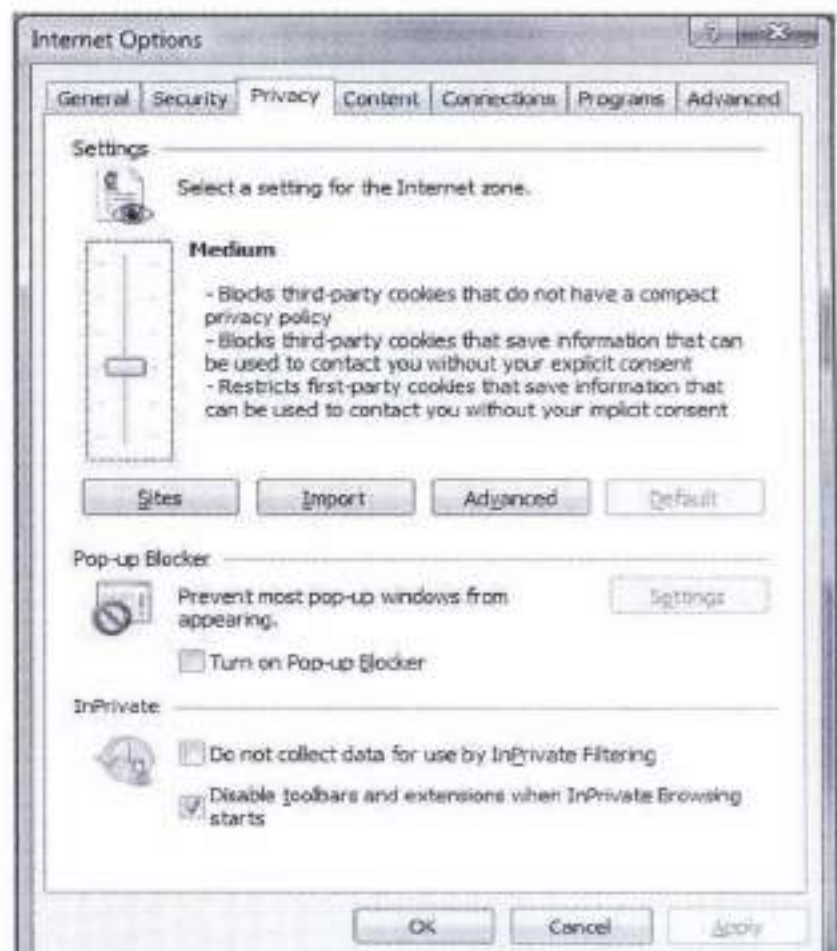 Internet Options
General Security Privacy Content Connections Programs Advanced
Settings
Select a setting for the Internet zone.
Medium
- Blocks third-party cookies that do not have a compact
privacy policy
- Blocks third-party cookies that save information that can
be used to contact you without your explicit consent
- Restricts first-party cookies that save information that
can be used to contact you without your implicit consent
Sites Import Advanced Default
Pop-up Blocker
Prevent most pop-up windows from
appearing.
Settings
Turn on Pop-up Blocker
InPrivate
Do not collect data for use by InPrivate Filtering
Disable toolbars and extensions when InPrivate Browsing
starts
OK Cancel Apply